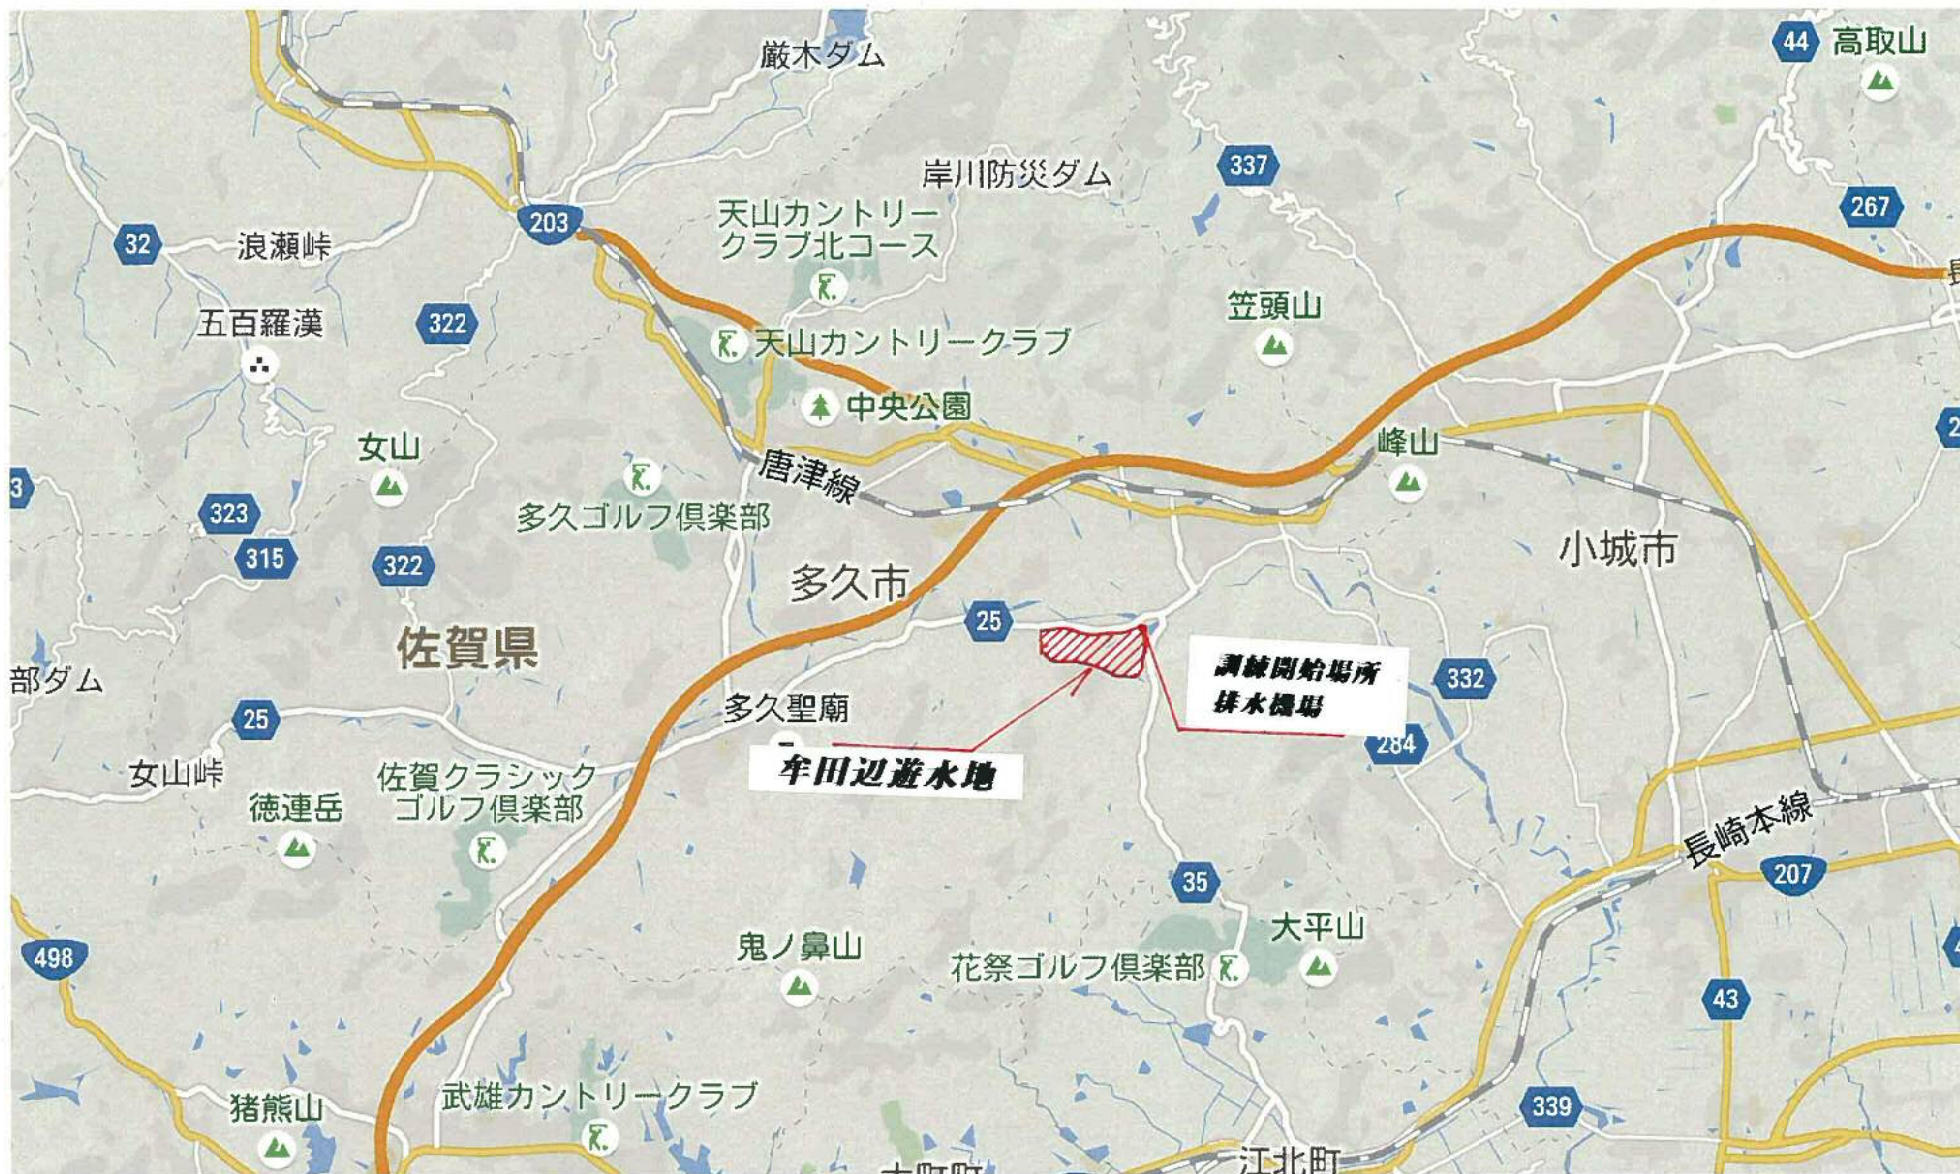 厳木ダム
44
高取山
岸川防災ダム
337
267
天山カントリー
クラブ北コース
203
32
浪瀬峠
五百羅漢
322
笠頭山
天山カントリークラブ
中央公園
女山
峰山
唐津線
3
323
多久ゴルフ倶楽部
315
322
小城市
多久市
25
佐賀県
訓練開始場所
排水機場
部ダム
332
25
多久聖廟
284
女山峠
牟田辺遊水地
佐賀クラシック
ゴルフ倶楽部
徳連岳
長崎本線
207
35
498
鬼ノ鼻山
大平山
花祭ゴルフ倶楽部
43
武雄カントリークラブ
猪熊山
339
江北町